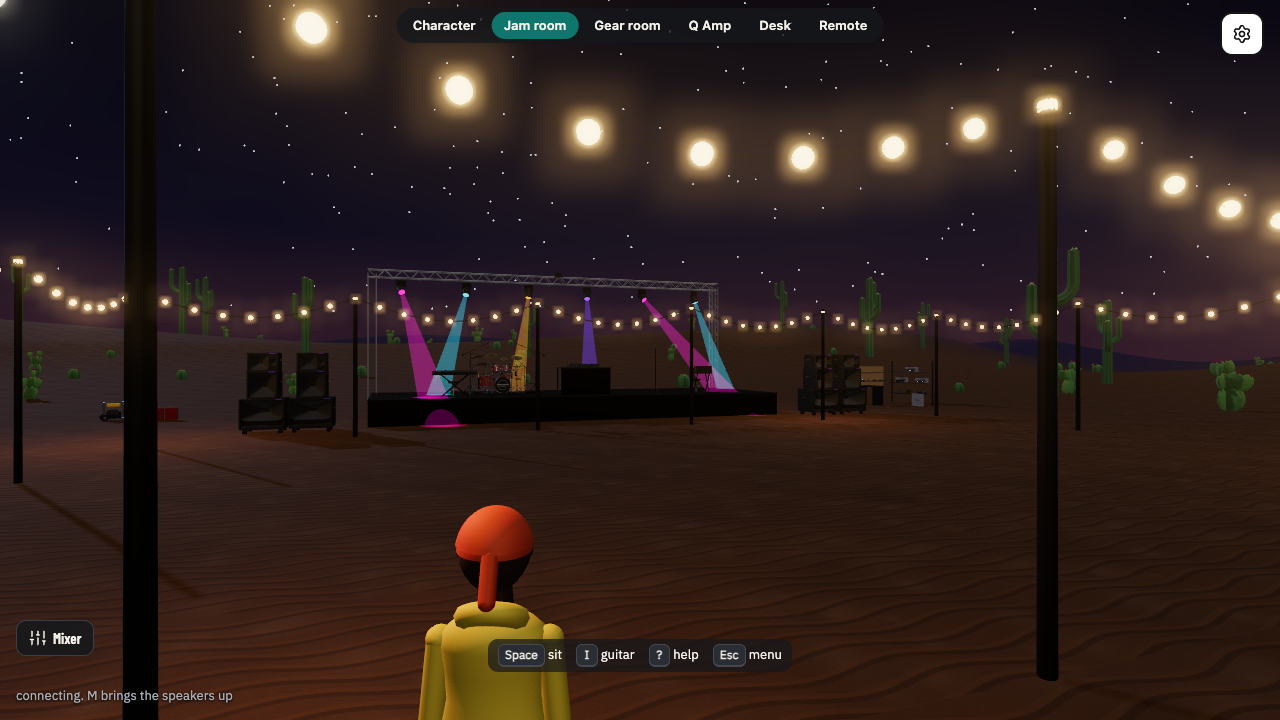 Character Jam room Gear room Q Amp Desk Remote
Mixer
Space sit I guitar ? help Esc menu
connecting. M brings the speakers up